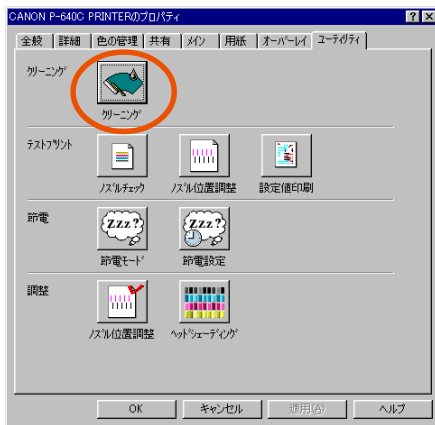 CANON P-640C PRINTERのプロパティ
全般 詳細 色の管理 共有 ﾒｲﾝ 用紙 ｵｰﾊﾞｰﾚｲ ﾕｰﾃｨﾘﾃｨ
ｸﾘｰﾆﾝｸﾞ
ｸﾘｰﾆﾝｸﾞ
ﾃｽﾄﾌﾟﾘﾝﾄ
ﾉｽﾞﾙﾁｪｯｸ ﾉｽﾞﾙ位置調整 設定値印刷
節電
Zzz? Zzz?
節電ﾓｰﾄﾞ 節電設定
調整
ﾉｽﾞﾙ位置調整 ﾍｯﾄﾞｼｪｰﾃﾞｨﾝｸﾞ
OK ｷｬﾝｾﾙ 適用(A) ﾍﾙﾌﾟ